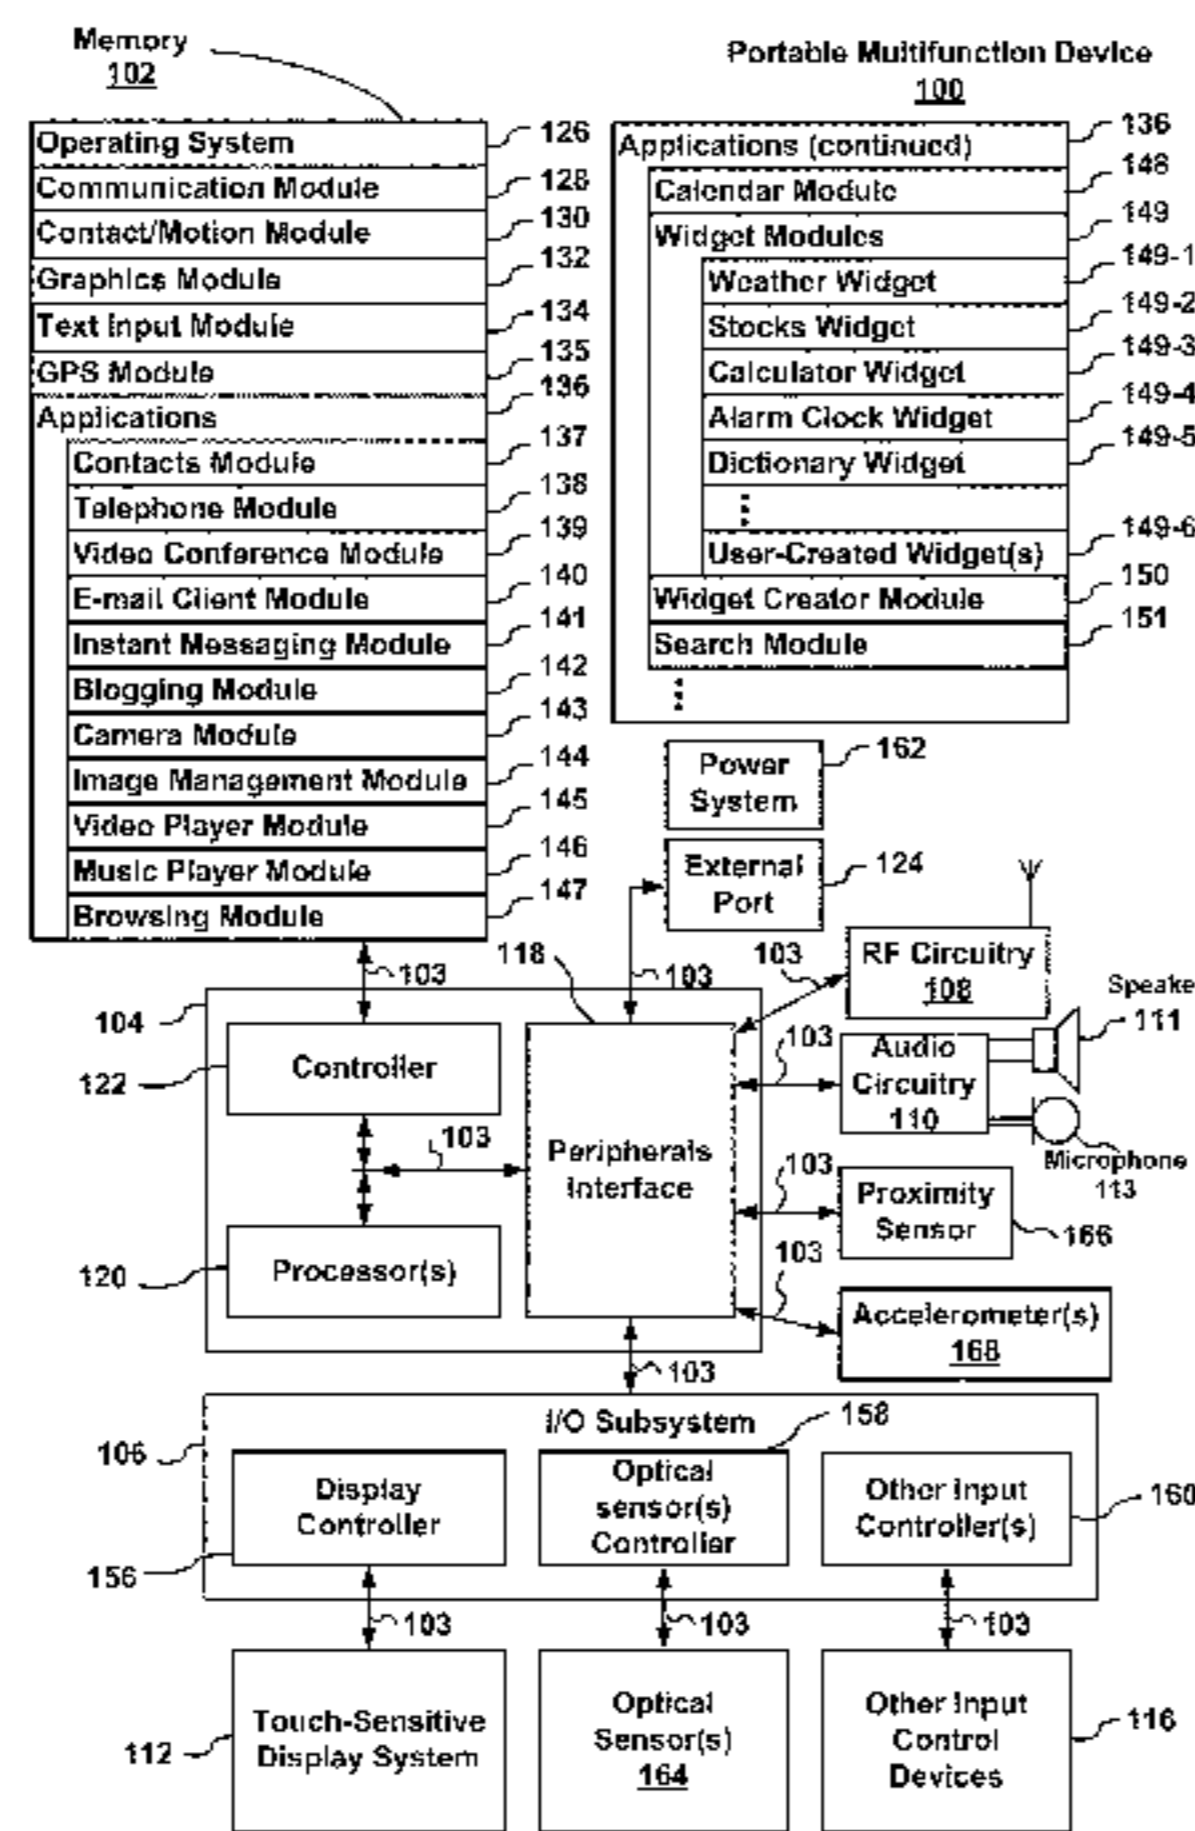 Memory
102
Portable Multifunction Device
100
Operating System
126
Communication Module
128
Contact/Motion Module
130
Graphics Module
132
Text Input Module
134
GPS Module
135
Applications
136
Contacts Module
137
Telephone Module
138
Video Conference Module
139
E-mail Client Module
140
Instant Messaging Module
141
Blogging Module
142
Camera Module
143
Image Management Module
144
Video Player Module
145
Music Player Module
146
Browsing Module
147
Applications (continued)
136
Calendar Module
148
Widget Modules
149
Weather Widget
149-1
Stocks Widget
149-2
Calculator Widget
149-3
Alarm Clock Widget
149-4
Dictionary Widget
149-5
User-Created Widget(s)
149-6
Widget Creator Module
150
Search Module
151
Power
System
162
External
Port
124
103
118
103
103
RF Circuitry
108
Speake
111
104
Controller
122
103
Audio
Circuitry
110
Microphone
113
103
Peripherals
Interface
103
Proximity
Sensor
166
Processor(s)
120
103
Accelerometer(s)
168
103
I/O Subsystem
106
158
Display
Controller
156
Optical
sensor(s)
Controller
Other Input
Controller(s)
160
103
103
103
Touch-Sensitive
Display System
112
Optical
Sensor(s)
164
Other Input
Control
Devices
116